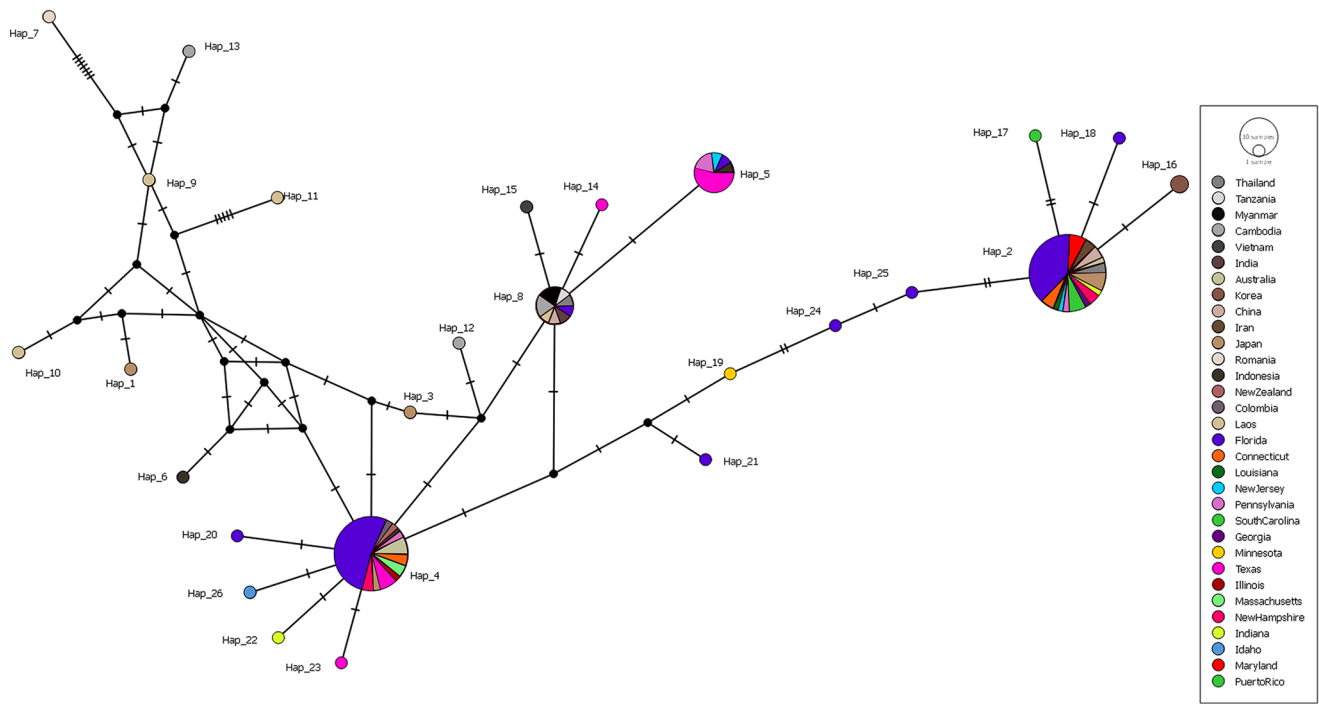 Hap_7
Hap_13
Hap_9
Hap_11
Hap_10
Hap_1
Hap_6
Hap_3
Hap_12
Hap_8
Hap_15
Hap_14
Hap_5
Hap_17
Hap_18
Hap_16
Hap_2
Hap_25
Hap_24
Hap_19
Hap_21
Hap_4
Hap_20
Hap_26
Hap_22
Hap_23
10 samples
1 sample
Thailand
Tanzania
Myanmar
Cambodia
Vietnam
India
Australia
Korea
China
Iran
Japan
Romania
Indonesia
NewZealand
Colombia
Laos
Florida
Connecticut
Louisiana
NewJersey
Pennsylvania
SouthCarolina
Georgia
Minnesota
Texas
Illinois
Massachusetts
NewHampshire
Indiana
Idaho
Maryland
PuertoRico